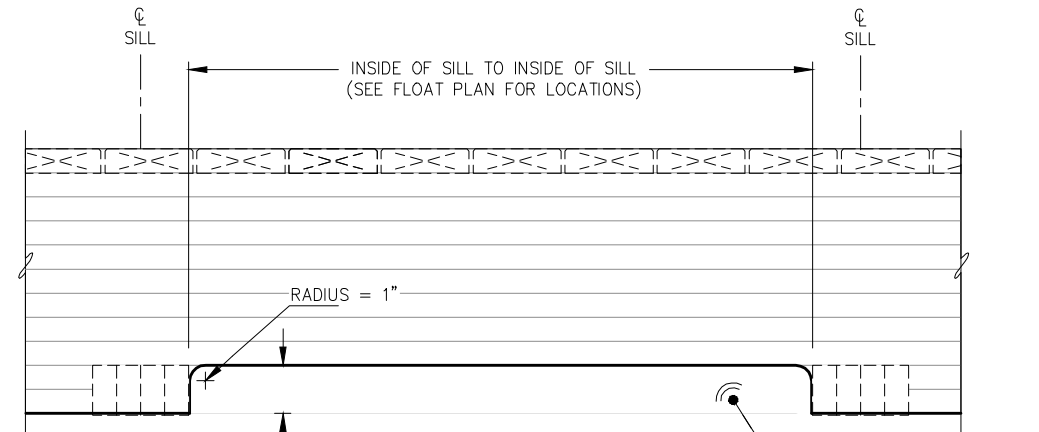 ℄
SILL
℄
SILL
INSIDE OF SILL TO INSIDE OF SILL
(SEE FLOAT PLAN FOR LOCATIONS)
RADIUS = 1"